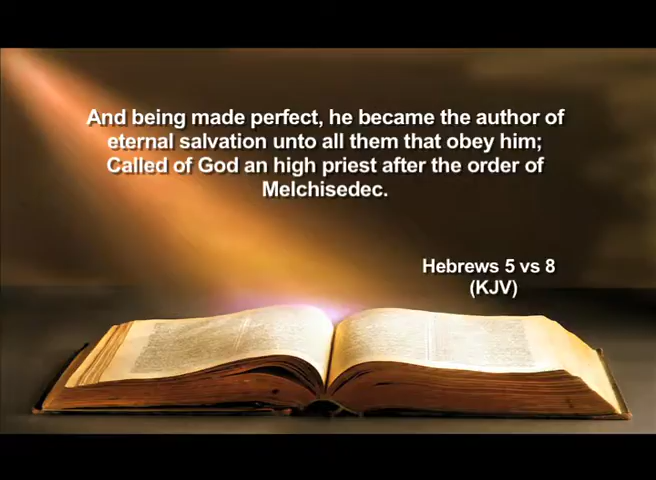 And being made perfect, he became the author of
eternal salvation unto all them that obey him;
Called of God an high priest after the order of
Melchisedec.
Hebrews 5 vs 8
(KJV)